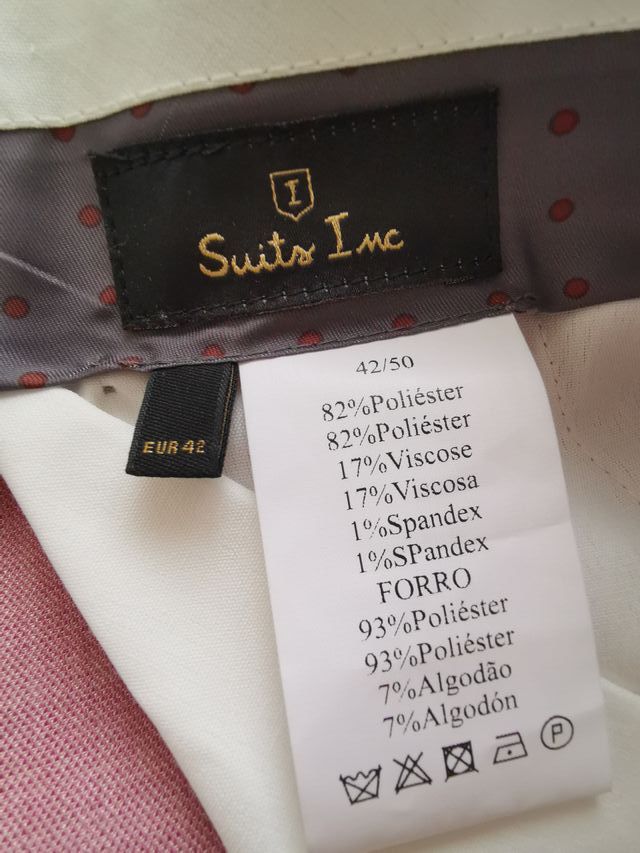 I
Suits Inc
EUR 42
42/50
82%Poliéster
82%Poliéster
17%Viscose
17%Viscosa
1%Spandex
1%SPandex
FORRO
93%Poliéster
93%Poliéster
7%Algodão
7%Algodón
P